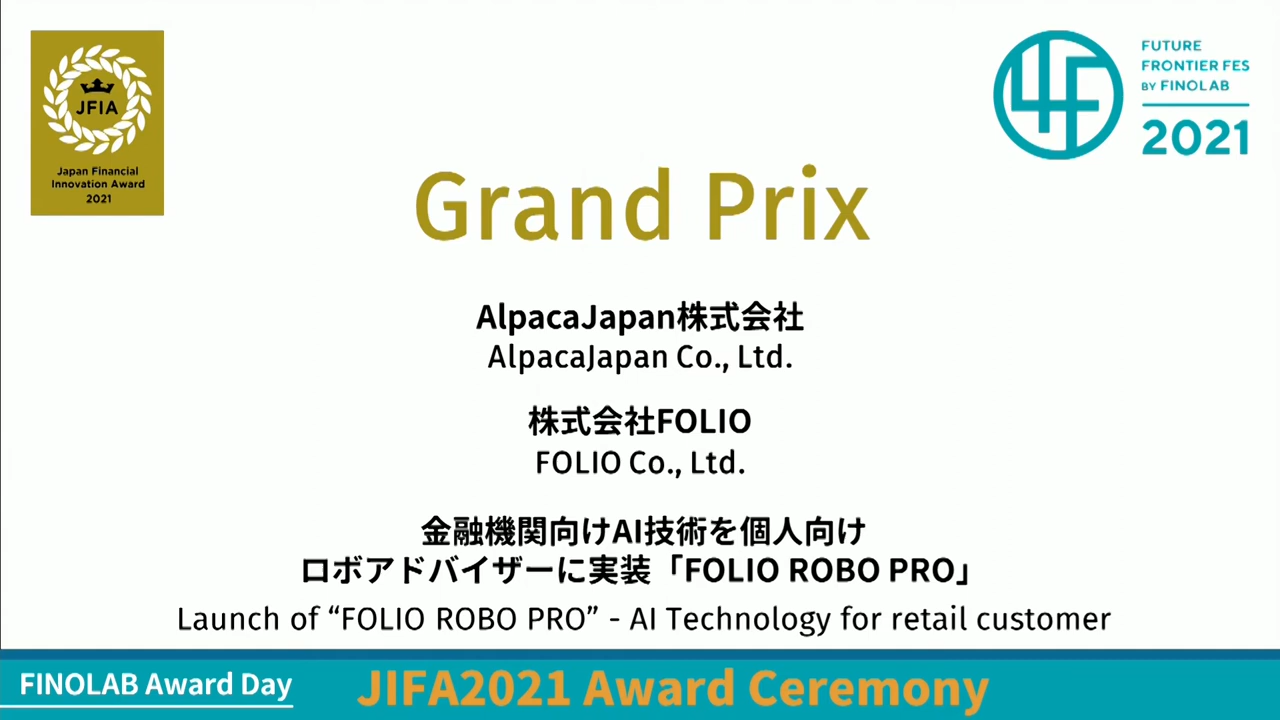 JFIA
Japan Financial
Innovation Award
2021
FUTURE
FRONTIER FES
BY FINOLAB
2021
Grand Prix
AlpacaJapan株式会社
AlpacaJapan Co., Ltd.
株式会社FOLIO
FOLIO Co., Ltd.
金融機関向けAI技術を個人向け
ロボアドバイザーに実装「FOLIO ROBO PRO」
Launch of “FOLIO ROBO PRO” - AI Technology for retail customer
FINOLAB Award Day
JIFA2021 Award Ceremony